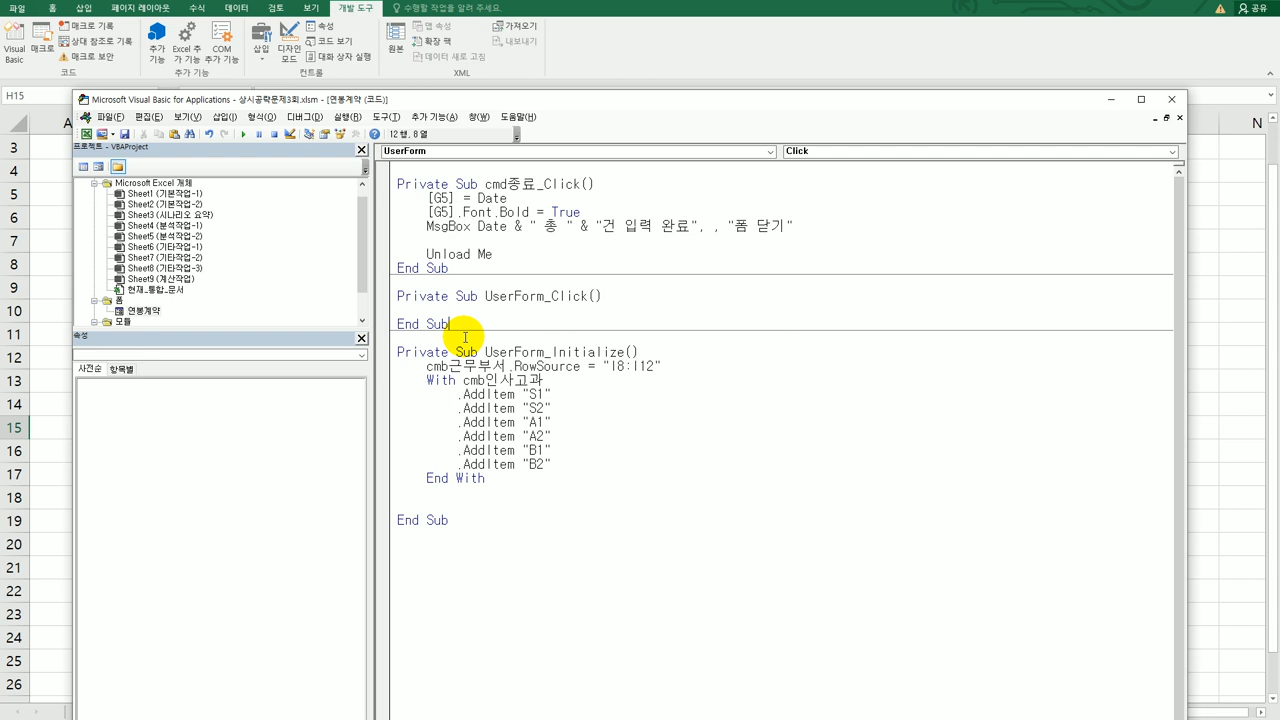 파일 홈 삽입 페이지 레이아웃 수식 데이터 검토 보기 개발 도구 수행할 작업을 알려 주세요. 공유
Visual Basic
매크로
매크로 기록
상대 참조로 기록
매크로 보안
코드
추가 기능
Excel 추가 기능
COM 추가 기능
추가 기능
삽입
디자인 모드
속성
코드 보기
대화 상자 실행
컨트롤
원본
맵 속성
확장 팩
데이터 새로 고침
가져오기
내보내기
XML
H15
A
N
3
4
5
6
7
8
9
10
11
12
13
14
15
16
17
18
19
20
21
22
23
24
25
26
Microsoft Visual Basic for Applications - 상시공략문제3회.xlsm - [연봉계약 (코드)]
파일(F) 편집(E) 보기(V) 삽입(I) 형식(O) 디버그(D) 실행(R) 도구(T) 추가 기능(A) 창(W) 도움말(H)
12 행, 8 열
프로젝트 - VBAProject
Microsoft Excel 개체
Sheet1 (기본작업-1)
Sheet2 (기본작업-2)
Sheet3 (시나리오 요약)
Sheet4 (분석작업-1)
Sheet5 (분석작업-2)
Sheet6 (기타작업-1)
Sheet7 (기타작업-2)
Sheet8 (기타작업-3)
Sheet9 (계산작업)
현재_통합_문서
폼
연봉계약
모듈
속성
사전순 항목별
UserForm Click
Private Sub cmd종료_Click()
[G5] = Date
[G5].Font.Bold = True
MsgBox Date & " 총 " & "건 입력 완료", , "폼 닫기"
Unload Me
End Sub
Private Sub UserForm_Click()
End Sub
Private Sub UserForm_Initialize()
cmb근무부서.RowSource = "I8:I12"
With cmb인사고과
.AddItem "S1"
.AddItem "S2"
.AddItem "A1"
.AddItem "A2"
.AddItem "B1"
.AddItem "B2"
End With
End Sub